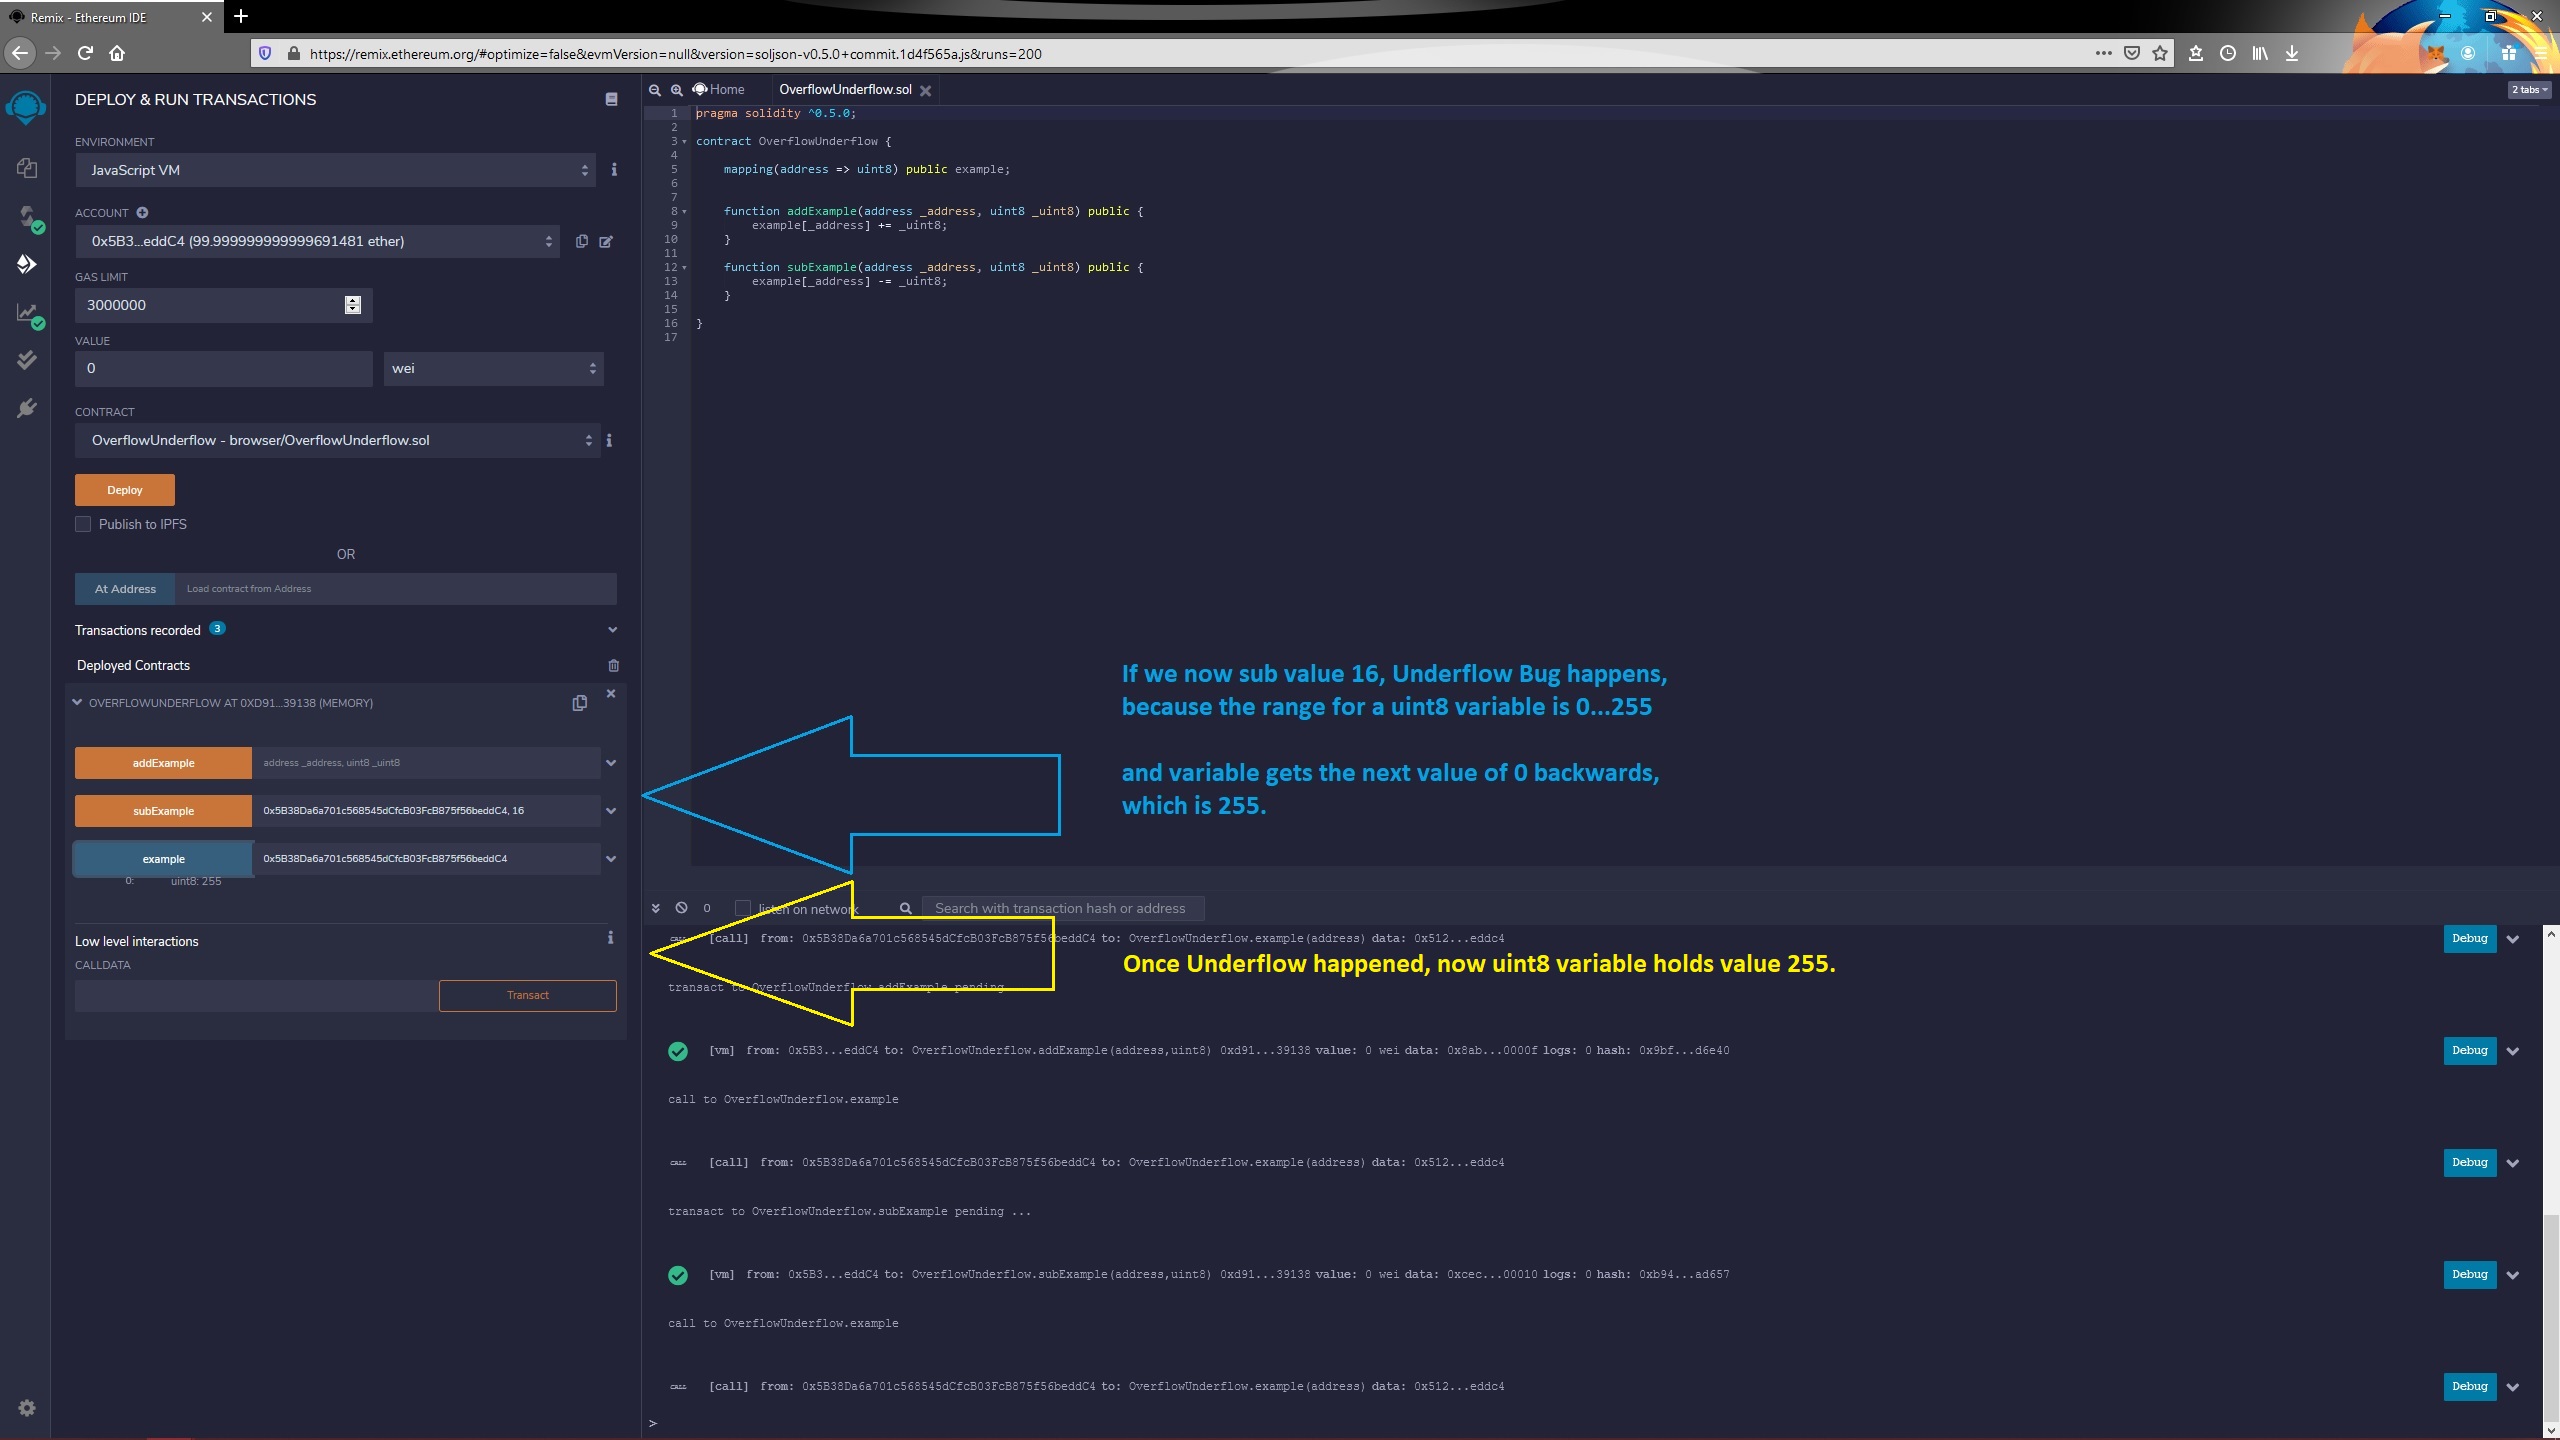 Remix - Ethereum IDE
https://remix.ethereum.org/#optimize=false&evmVersion=null&version=soljson-v0.5.0+commit.1d4f565a.js&runs=200
DEPLOY & RUN TRANSACTIONS
ENVIRONMENT
JavaScript VM
ACCOUNT
0x5B3...eddC4 (99.999999999999691481 ether)
GAS LIMIT
3000000
VALUE
0
wei
CONTRACT
OverflowUnderflow - browser/OverflowUnderflow.sol
Deploy
Publish to IPFS
OR
At Address
Load contract from Address
Transactions recorded 3
Deployed Contracts
OVERFLOWUNDERFLOW AT 0XD91...39138 (MEMORY)
addExample
address _address, uint8 _uint8
subExample
0x5B38Da6a701c568545dCfcB03FcB875f56beddC4, 16
example
0x5B38Da6a701c568545dCfcB03FcB875f56beddC4
0: uint8: 255
Low level interactions
CALLDATA
Transact
Home
OverflowUnderflow.sol
2 tabs
1 pragma solidity ^0.5.0;
2
3 contract OverflowUnderflow {
4
5 mapping(address => uint8) public example;
6
7
8 function addExample(address _address, uint8 _uint8) public {
9 example[_address] += _uint8;
10 }
11
12 function subExample(address _address, uint8 _uint8) public {
13 example[_address] -= _uint8;
14 }
15
16 }
17
If we now sub value 16, Underflow Bug happens,
because the range for a uint8 variable is 0...255
and variable gets the next value of 0 backwards,
which is 255.
0
listen on network
Search with transaction hash or address
CALL [call] from: 0x5B38Da6a701c568545dCfcB03FcB875f56beddC4 to: OverflowUnderflow.example(address) data: 0x512...eddc4
Debug
Once Underflow happened, now uint8 variable holds value 255.
transact to OverflowUnderflow.addExample pending
[vm] from: 0x5B3...eddC4 to: OverflowUnderflow.addExample(address,uint8) 0xd91...39138 value: 0 wei data: 0x8ab...0000f logs: 0 hash: 0x9bf...d6e40
Debug
call to OverflowUnderflow.example
CALL [call] from: 0x5B38Da6a701c568545dCfcB03FcB875f56beddC4 to: OverflowUnderflow.example(address) data: 0x512...eddc4
Debug
transact to OverflowUnderflow.subExample pending ...
[vm] from: 0x5B3...eddC4 to: OverflowUnderflow.subExample(address,uint8) 0xd91...39138 value: 0 wei data: 0xcec...00010 logs: 0 hash: 0xb94...ad657
Debug
call to OverflowUnderflow.example
CALL [call] from: 0x5B38Da6a701c568545dCfcB03FcB875f56beddC4 to: OverflowUnderflow.example(address) data: 0x512...eddc4
Debug
>